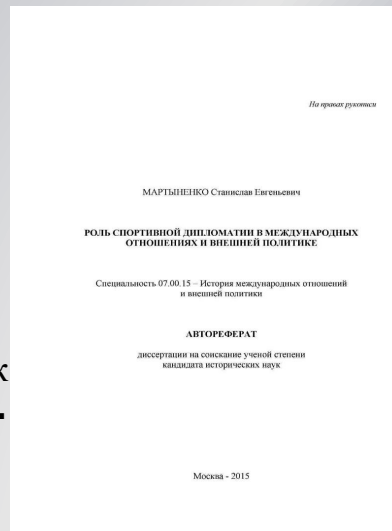 На правах рукописи
МАРТЫНЕНКО Станислав Евгеньевич
РОЛЬ СПОРТИВНОЙ ДИПЛОМАТИИ В МЕЖДУНАРОДНЫХ
ОТНОШЕНИЯХ И ВНЕШНЕЙ ПОЛИТИКЕ
Специальность 07.00.15 – История международных отношений
и внешней политики
АВТОРЕФЕРАТ
диссертации на соискание ученой степени
кандидата исторических наук
к
.
Москва - 2015